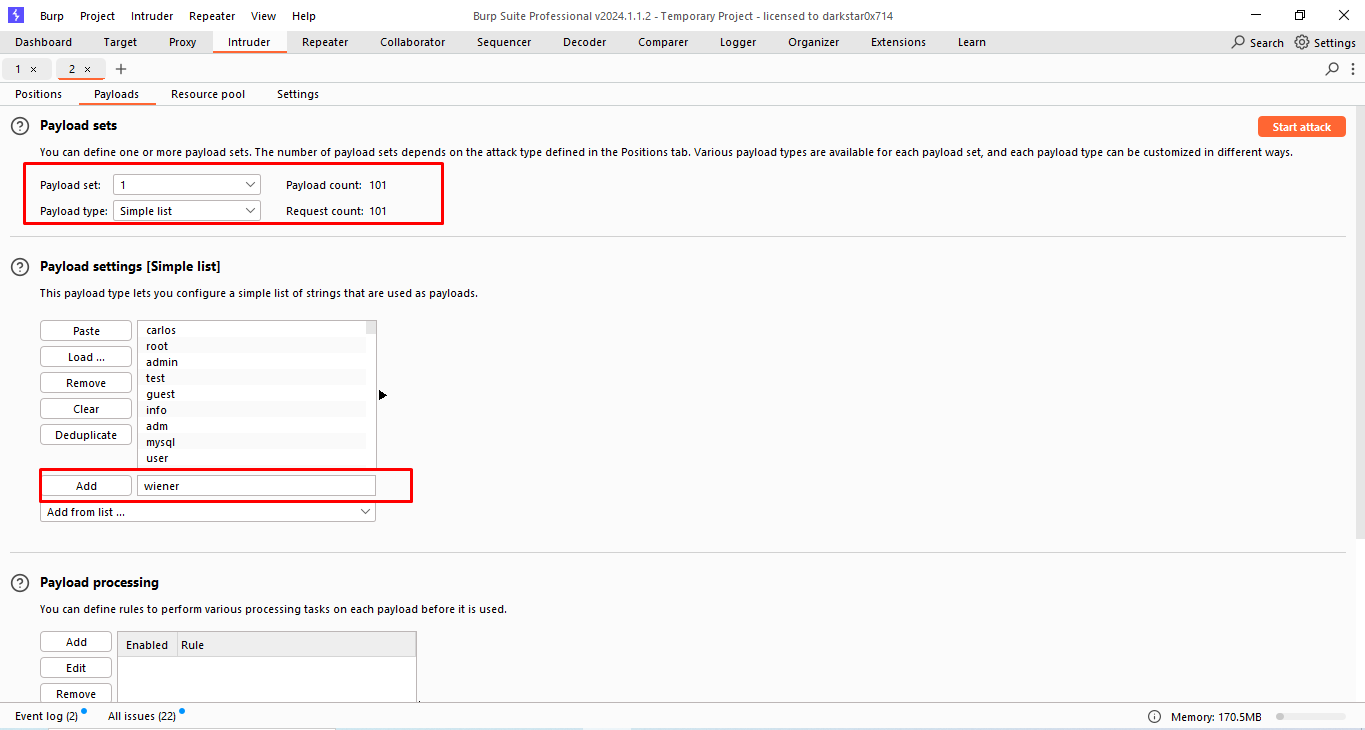 Burp Project Intruder Repeater View Help Burp Suite Professional v2024.1.1.2 - Temporary Project - licensed to darkstar0x714
Dashboard Target Proxy Intruder Repeater Collaborator Sequencer Decoder Comparer Logger Organizer Extensions Learn Search Settings
1 × 2 × +
Positions Payloads Resource pool Settings
? Payload sets Start attack
You can define one or more payload sets. The number of payload sets depends on the attack type defined in the Positions tab. Various payload types are available for each payload set, and each payload type can be customized in different ways.
Payload set: 1 Payload count: 101
Payload type: Simple list Request count: 101
? Payload settings [Simple list]
This payload type lets you configure a simple list of strings that are used as payloads.
Paste carlos
root
Load ... admin
test
Remove guest
Clear info
adm
Deduplicate mysql
user
Add wiener
Add from list ...
? Payload processing
You can define rules to perform various processing tasks on each payload before it is used.
Add Enabled Rule
Edit
Remove
Event log (2) All issues (22) Memory: 170.5MB